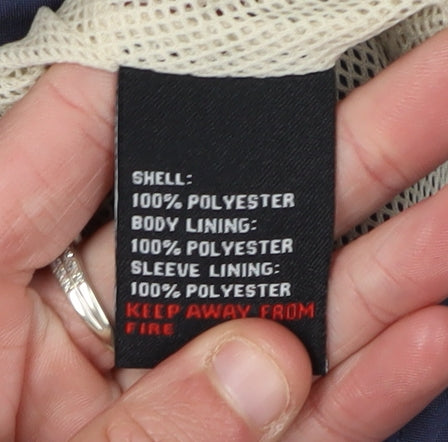 SHELL:
100% POLYESTER
BODY LINING:
100% POLYESTER
SLEEVE LINING:
100% POLYESTER
KEEP AWAY FROM
FIRE